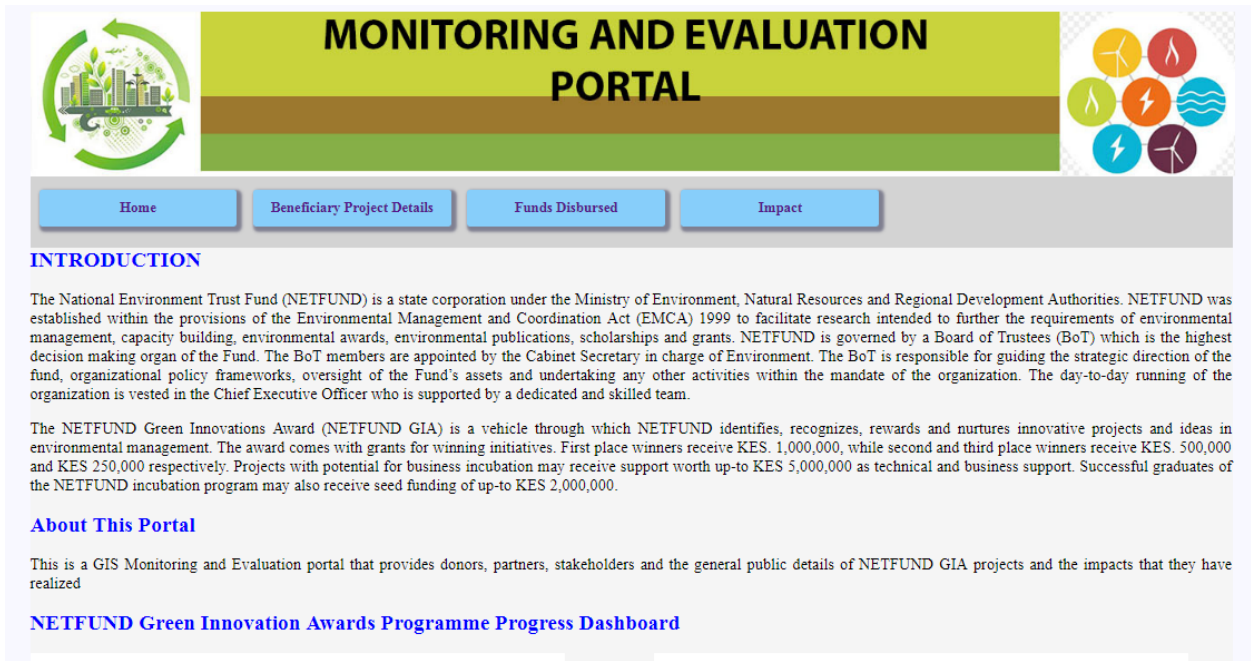 MONITORING AND EVALUATION
PORTAL
Home
Beneficiary Project Details
Funds Disbursed
Impact
INTRODUCTION
The National Environment Trust Fund (NETFUND) is a state corporation under the Ministry of Environment, Natural Resources and Regional Development Authorities. NETFUND was
established within the provisions of the Environmental Management and Coordination Act (EMCA) 1999 to facilitate research intended to further the requirements of environmental
management, capacity building, environmental awards, environmental publications, scholarships and grants. NETFUND is governed by a Board of Trustees (BoT) which is the highest
decision making organ of the Fund. The BoT members are appointed by the Cabinet Secretary in charge of Environment. The BoT is responsible for guiding the strategic direction of the
fund, organizational policy frameworks, oversight of the Fund's assets and undertaking any other activities within the mandate of the organization. The day-to-day running of the
organization is vested in the Chief Executive Officer who is supported by a dedicated and skilled team.
The NETFUND Green Innovations Award (NETFUND GIA) is a vehicle through which NETFUND identifies, recognizes, rewards and nurtures innovative projects and ideas in
environmental management. The award comes with grants for winning initiatives. First place winners receive KES. 1,000,000, while second and third place winners receive KES. 500,000
and KES 250,000 respectively. Projects with potential for business incubation may receive support worth up-to KES 5,000,000 as technical and business support. Successful graduates of
the NETFUND incubation program may also receive seed funding of up-to KES 2,000,000.
About This Portal
This is a GIS Monitoring and Evaluation portal that provides donors, partners, stakeholders and the general public details of NETFUND GIA projects and the impacts that they have
realized
NETFUND Green Innovation Awards Programme Progress Dashboard